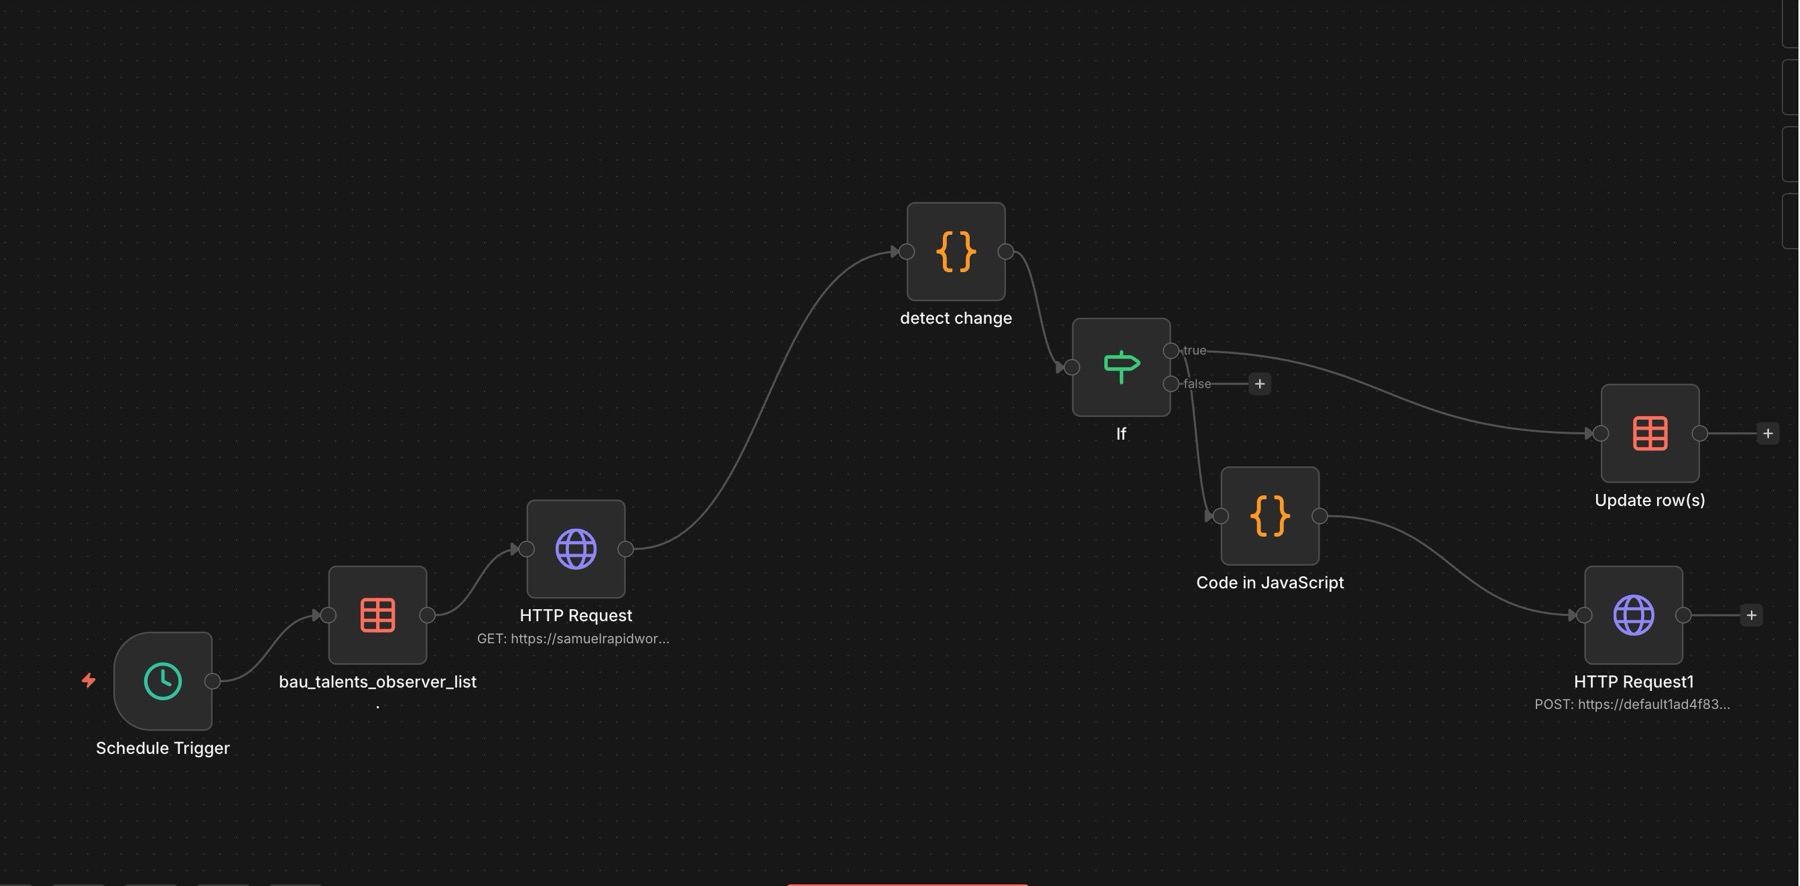 detect change
true
false
If
Update row(s)
Code in JavaScript
HTTP Request
GET: https://samuelrapidwor...
HTTP Request1
POST: https://default1ad4f83...
bau_talents_observer_list
.
Schedule Trigger